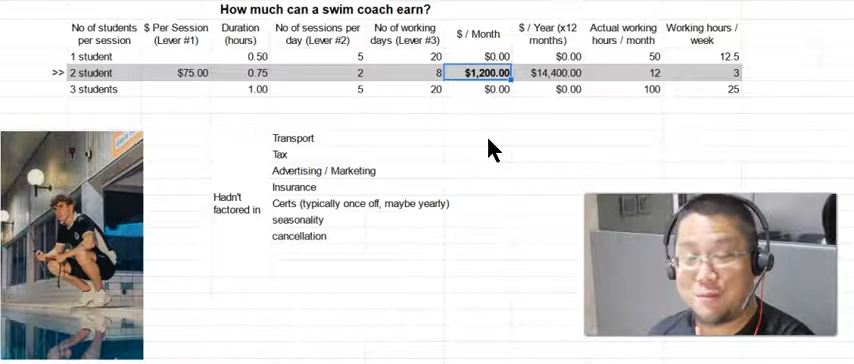 How much can a swim coach earn?
No of students per session $ Per Session (Lever #1) Duration (hours) No of sessions per day (Lever #2) No of working days (Lever #3) $ / Month $ / Year (x12 months) Actual working hours / month Working hours / week
1 student 0.50 5 20 $0.00 $0.00 50 12.5
>> 2 student $75.00 0.75 2 8 $1,200.00 $14,400.00 12 3
3 students 1.00 5 20 $0.00 $0.00 100 25
Hadn't factored in
Transport
Tax
Advertising / Marketing
Insurance
Certs (typically once off, maybe yearly)
seasonality
cancellation